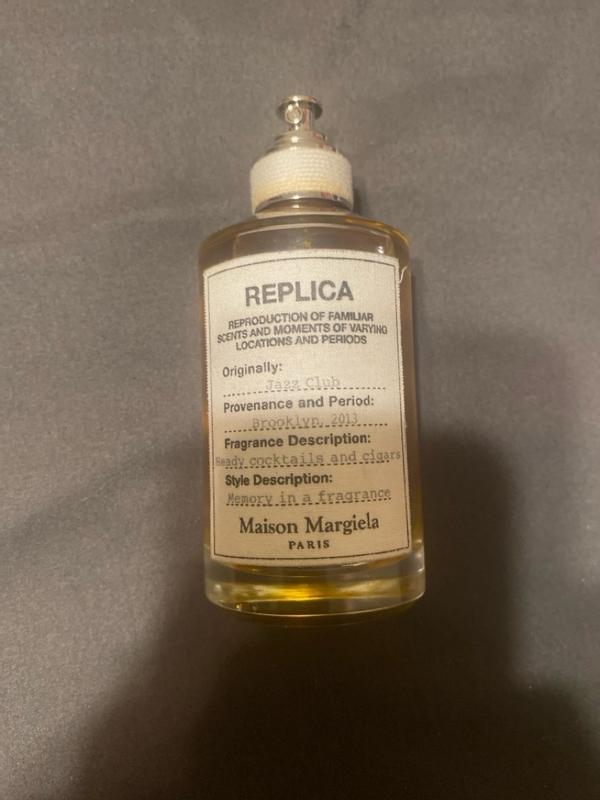 REPLICA
REPRODUCTION OF FAMILIAR
SCENTS AND MOMENTS OF VARYING
LOCATIONS AND PERIODS
Originally:
Jazz Club
Provenance and Period:
Brooklyn, 2013
Fragrance Description:
Heady cocktails and cigars
Style Description:
Memory in a fragrance
Maison Margiela
PARIS